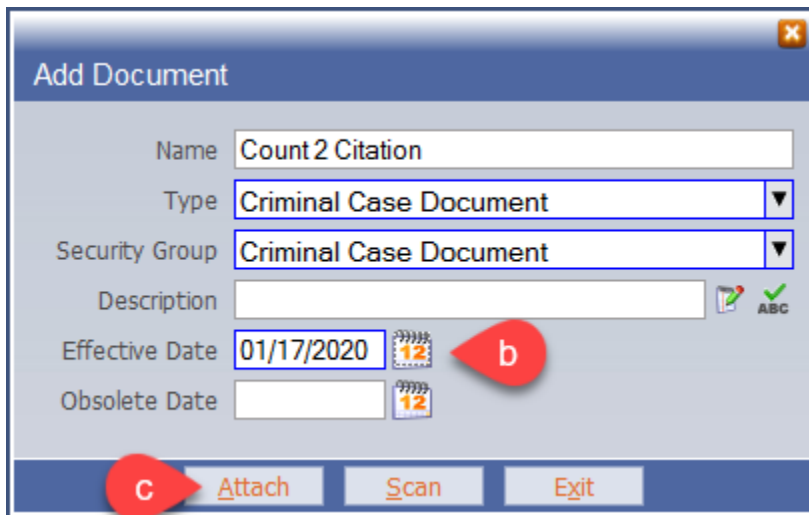 Add Document
Name Count 2 Citation
Type Criminal Case Document
Security Group Criminal Case Document
Description ABC
Effective Date 01/17/2020 12 b
Obsolete Date 12
c Attach Scan Exit